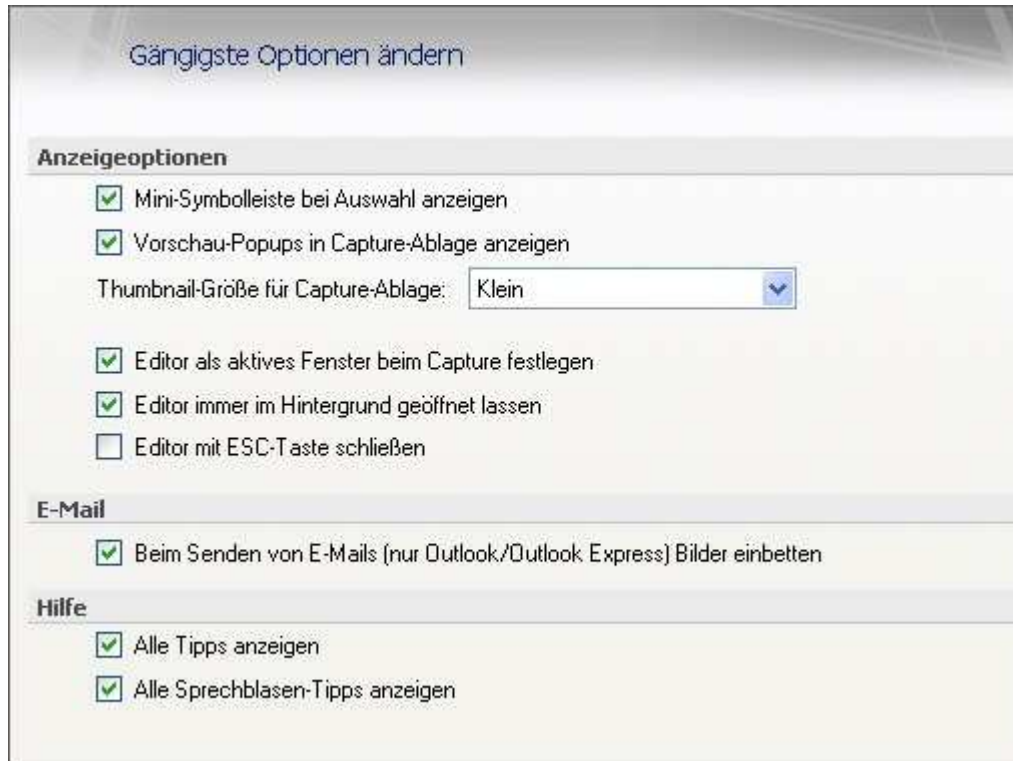 Gängigste Optionen ändern
Anzeigeoptionen
Mini-Symbolleiste bei Auswahl anzeigen
Vorschau-Popups in Capture-Ablage anzeigen
Thumbnail-Größe für Capture-Ablage: Klein
Editor als aktives Fenster beim Capture festlegen
Editor immer im Hintergrund geöffnet lassen
Editor mit ESC-Taste schließen
E-Mail
Beim Senden von E-Mails (nur Outlook/Outlook Express) Bilder einbetten
Hilfe
Alle Tipps anzeigen
Alle Sprechblasen-Tipps anzeigen